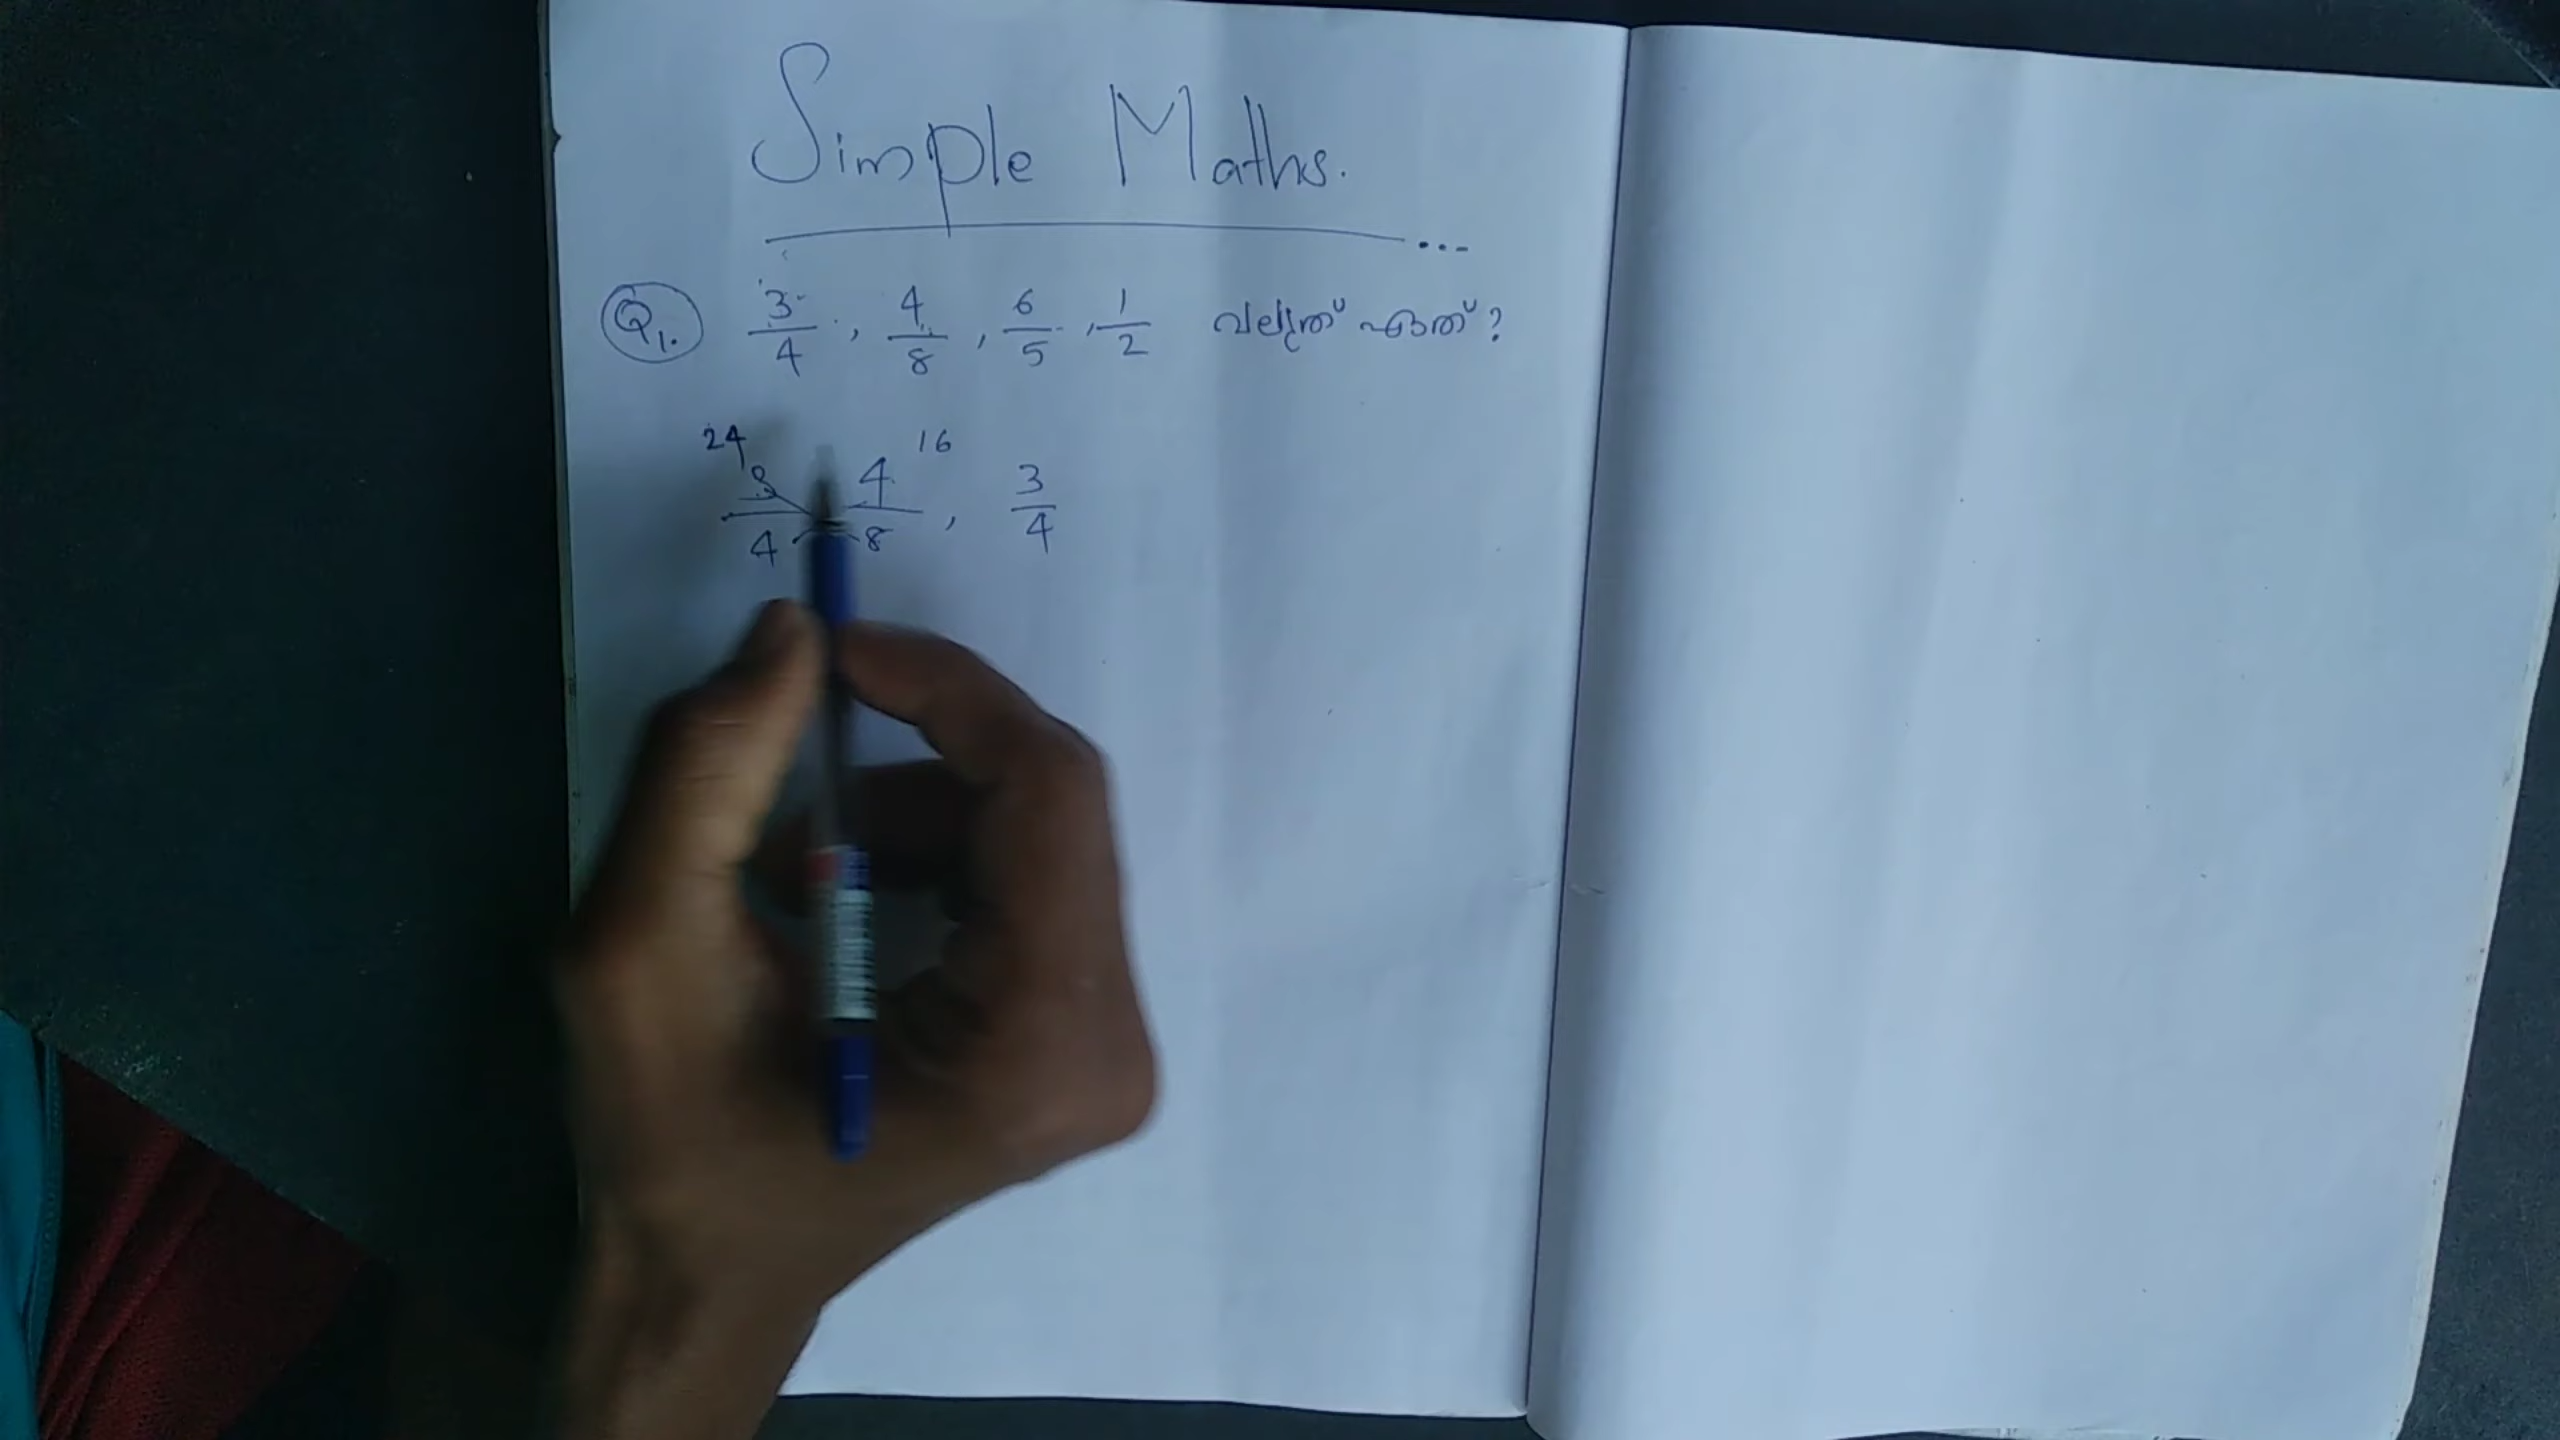 Simple Maths.
Q1. 3/4, 4/8, 6/5, 1/2 വലുത് ഏത്?
24 16
3/4 4/8, 3/4